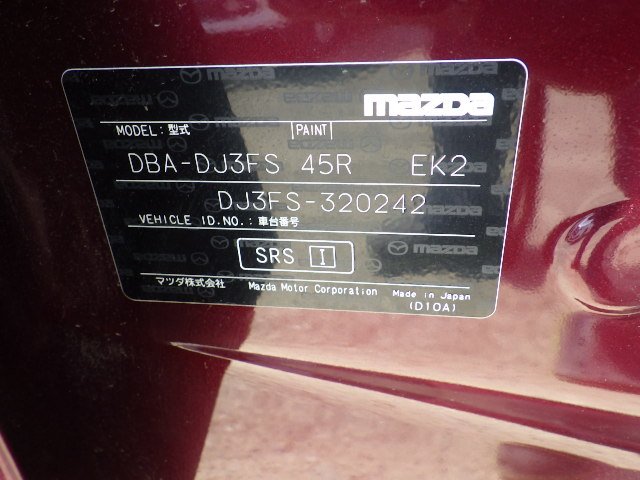 mazda
MODEL:型式 PAINT
DBA-DJ3FS 45R EK2
DJ3FS-320242
VEHICLE ID.NO.:車台番号
SRS I
マツダ株式会社 Mazda Motor Corporation Made in Japan
(D10A)